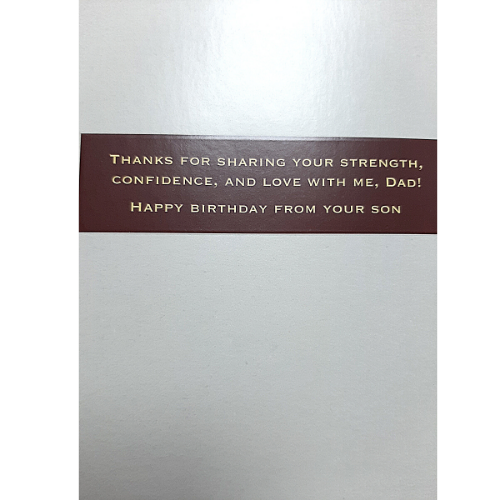 Thanks for sharing your strength,
confidence, and love with me, Dad!
Happy birthday from your son